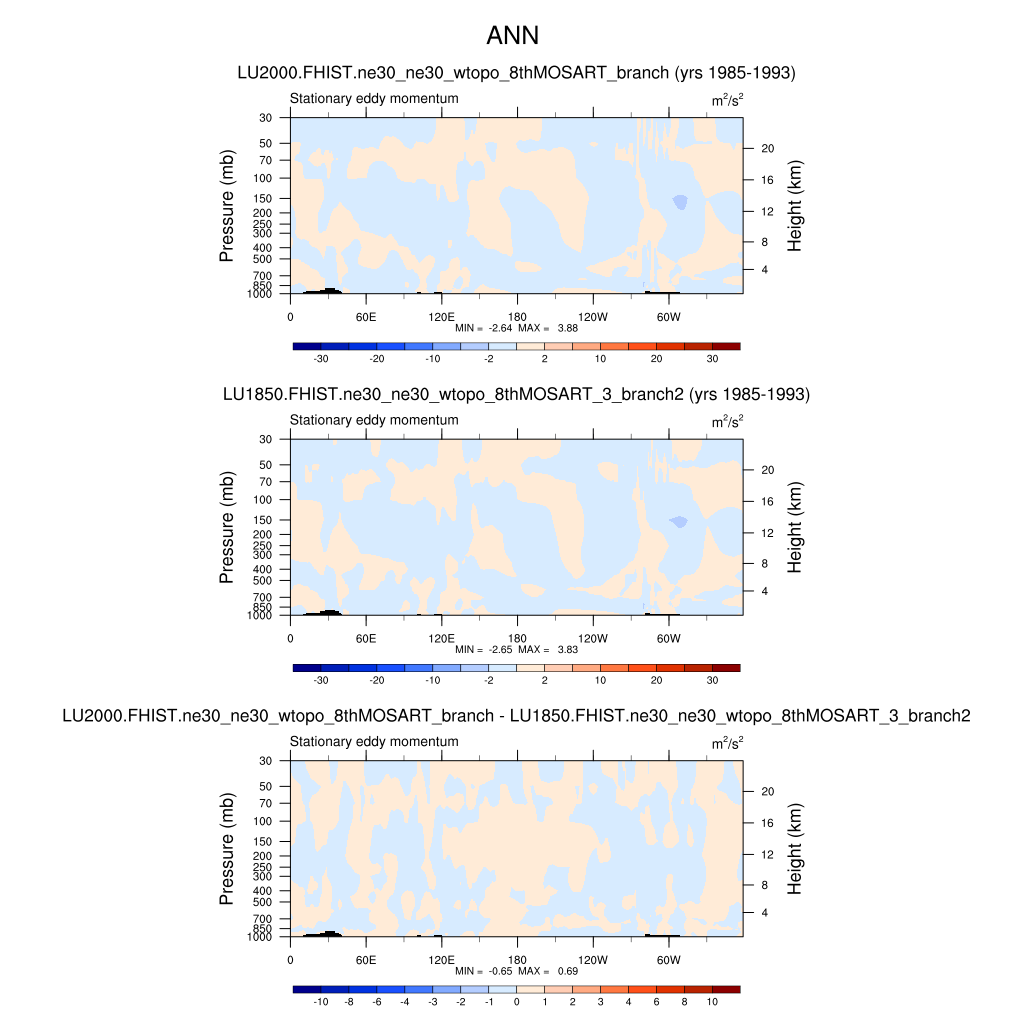 ANN
LU2000.FHIST.ne30_ne30_wtopo_8thMOSART_branch (yrs 1985-1993)
Stationary eddy momentum m²/s²
30
50
70
100
150
200
250
300
400
500
700
850
1000
Pressure (mb)
20
16
12
8
4
Height (km)
0 60E 120E 180 120W 60W
MIN = -2.64 MAX = 3.88
-30 -20 -10 -2 2 10 20 30
LU1850.FHIST.ne30_ne30_wtopo_8thMOSART_3_branch2 (yrs 1985-1993)
Stationary eddy momentum m²/s²
30
50
70
100
150
200
250
300
400
500
700
850
1000
Pressure (mb)
20
16
12
8
4
Height (km)
0 60E 120E 180 120W 60W
MIN = -2.65 MAX = 3.83
-30 -20 -10 -2 2 10 20 30
LU2000.FHIST.ne30_ne30_wtopo_8thMOSART_branch - LU1850.FHIST.ne30_ne30_wtopo_8thMOSART_3_branch2
Stationary eddy momentum m²/s²
30
50
70
100
150
200
250
300
400
500
700
850
1000
Pressure (mb)
20
16
12
8
4
Height (km)
0 60E 120E 180 120W 60W
MIN = -0.65 MAX = 0.69
-10 -8 -6 -4 -3 -2 -1 0 1 2 3 4 6 8 10